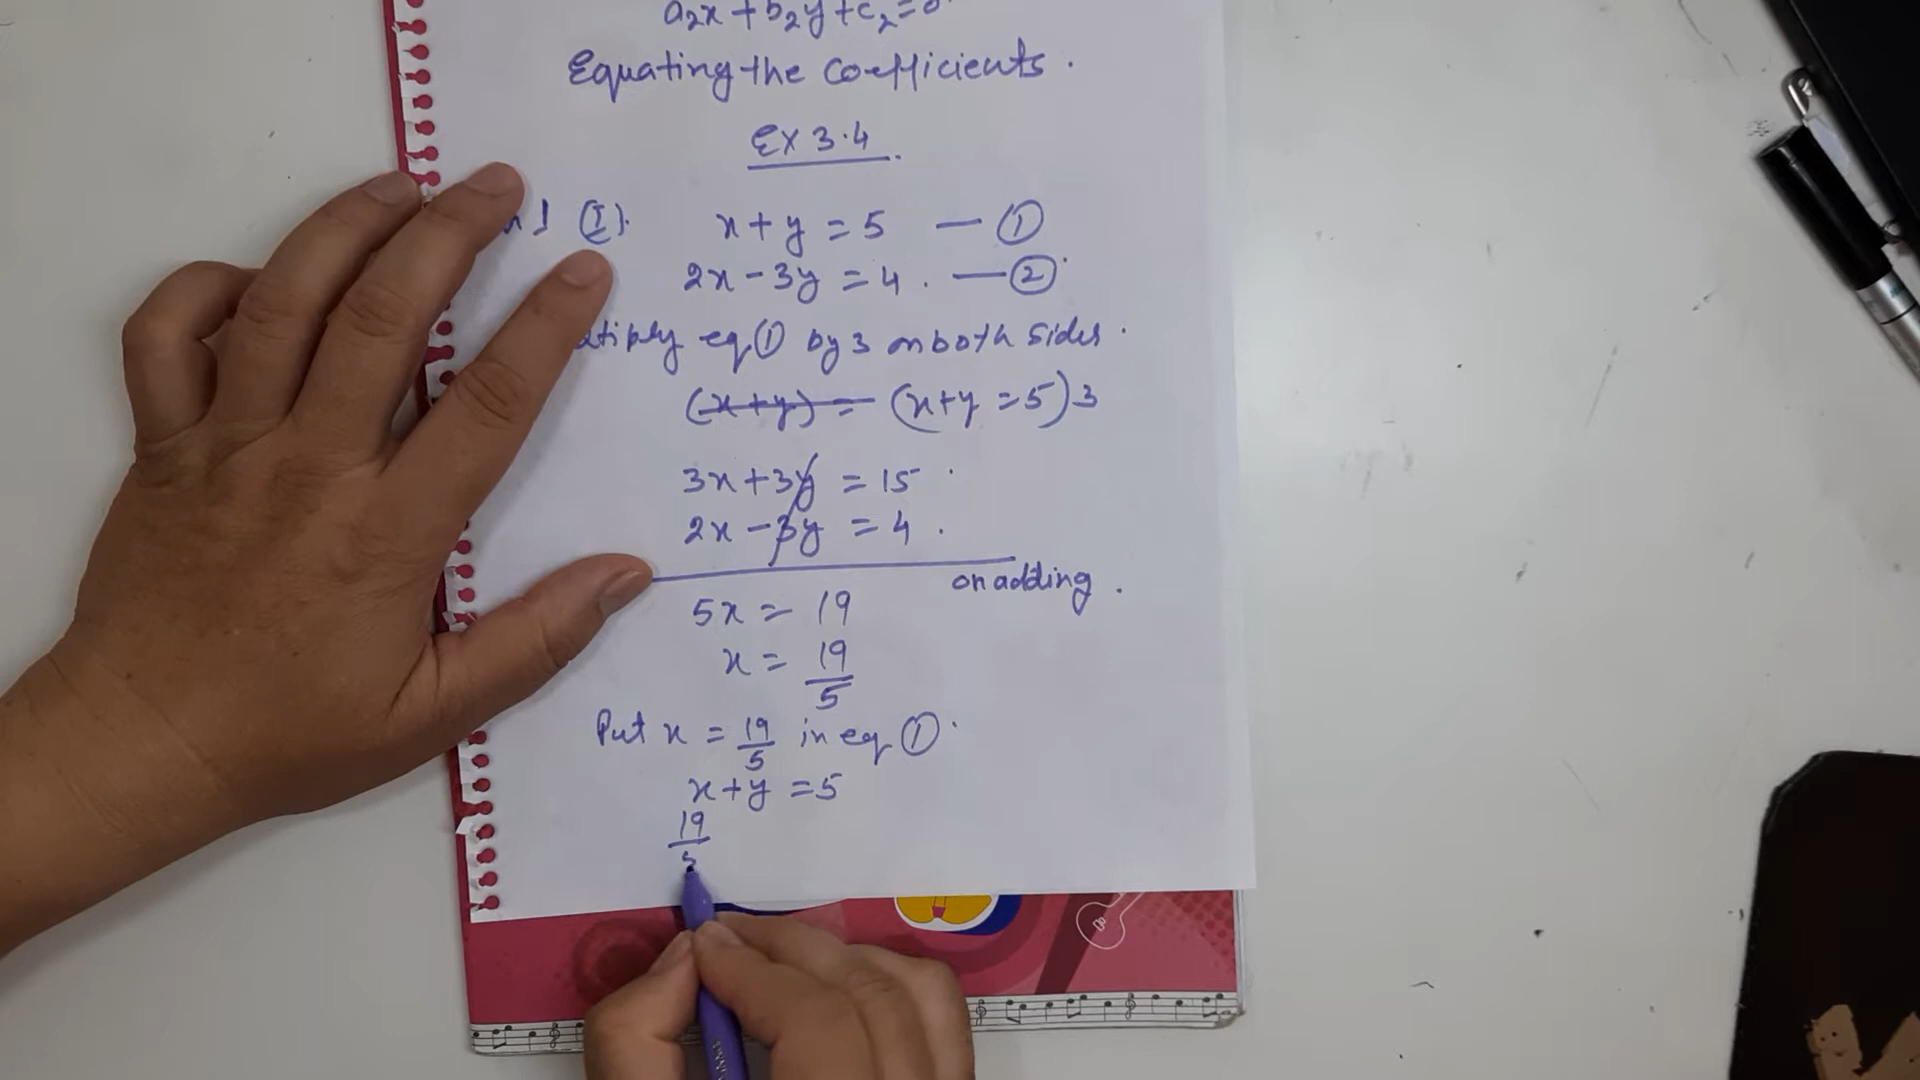 a₂x + b₂y + c₂ = 0
Equating the coefficients.
Ex 3.4.
1 (I). x + y = 5 — ①
2x - 3y = 4. — ②
eq ① by 3 on both sides.
(x+y) = (x+y = 5)3
3x + 3y = 15
2x - 3y = 4.
on adding.
5x = 19
x = 19/5
Put x = 19/5 in eq ①.
x + y = 5
19/5